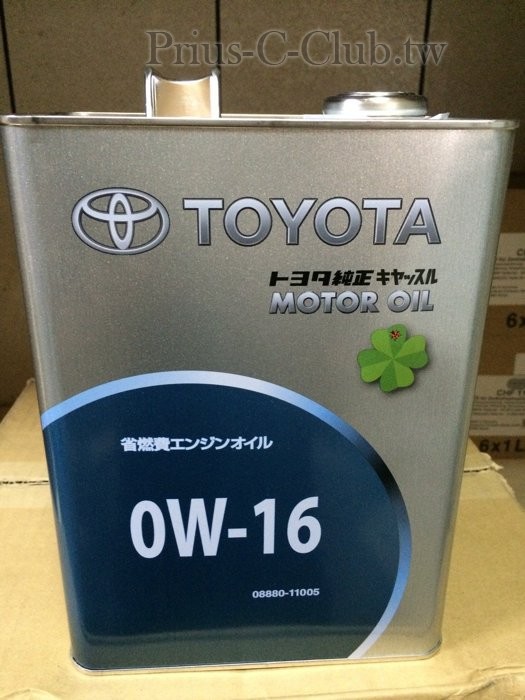 Prius-C-Club.tw
TOYOTA
トヨタ純正 キヤッスル
MOTOR OIL
省燃費エンジンオイル
0W-16
08880-11005
6x1L